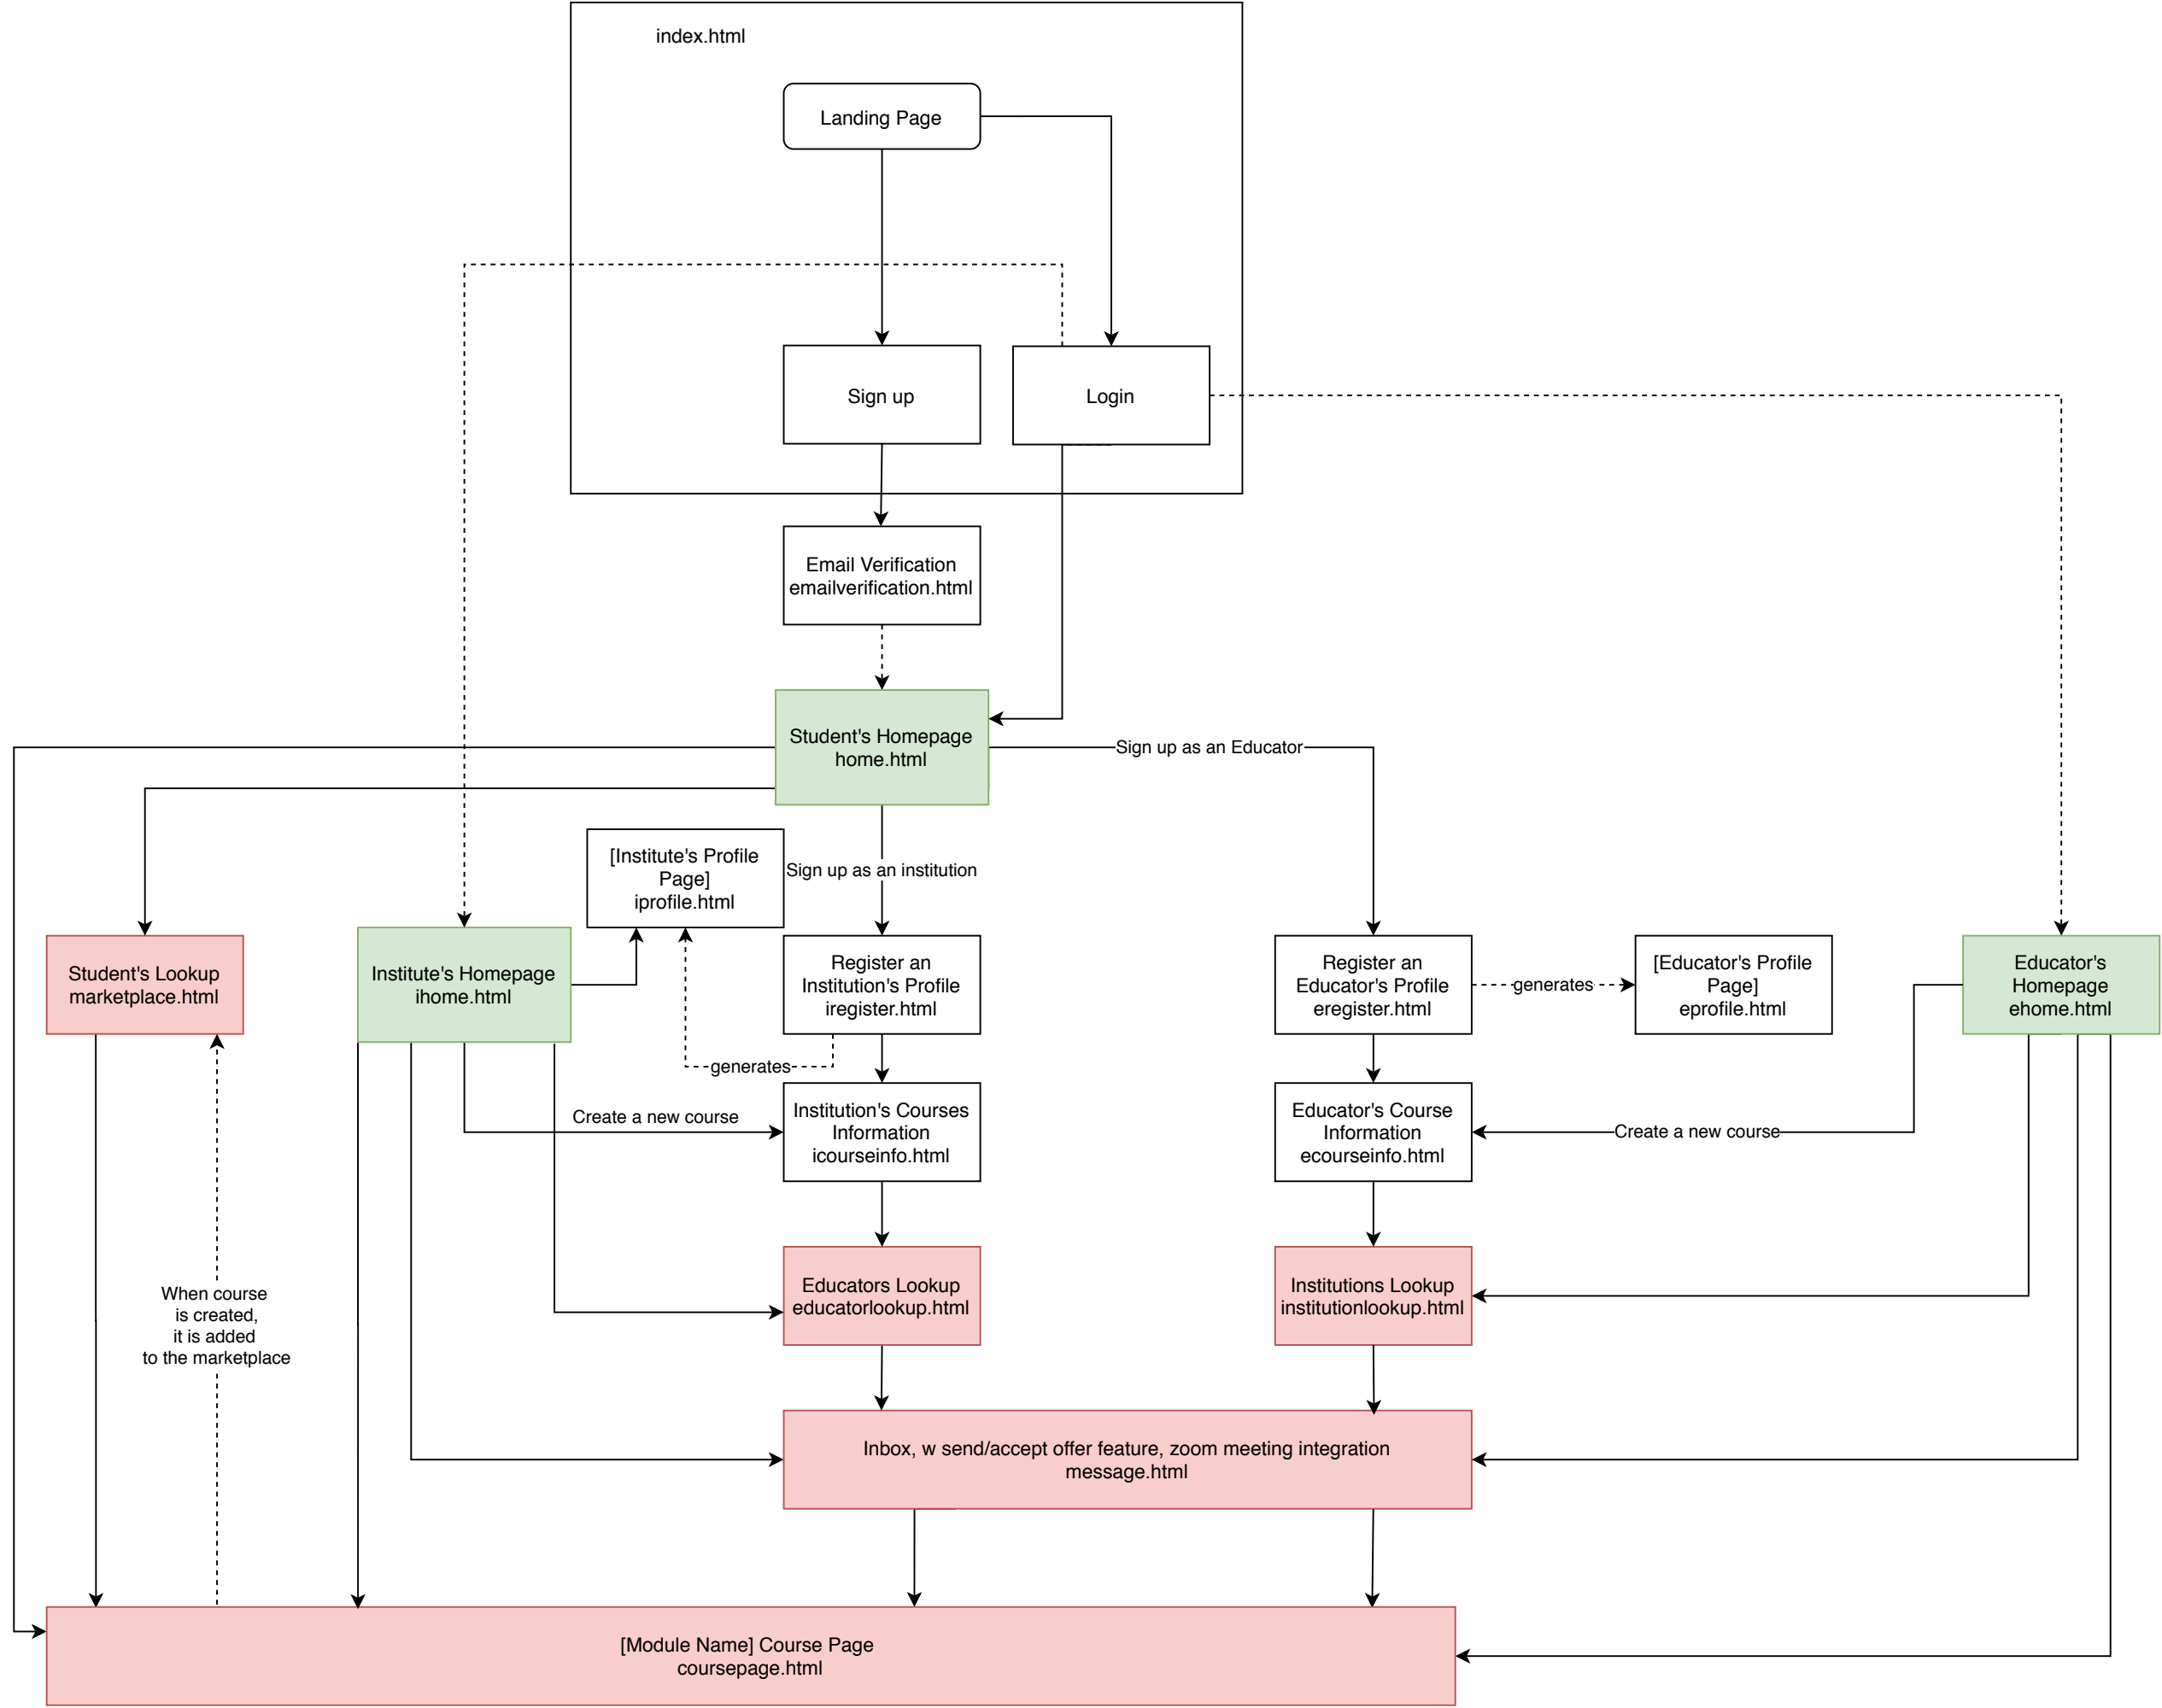 index.html
Landing Page
Sign up
Login
Email Verification
emailverification.html
Student's Homepage
home.html
Sign up as an Educator
[Institute's Profile
Page]
iprofile.html
Sign up as an institution
Student's Lookup
marketplace.html
Institute's Homepage
ihome.html
Register an
Institution's Profile
iregister.html
Register an
Educator's Profile
eregister.html
generates
[Educator's Profile
Page]
eprofile.html
Educator's
Homepage
ehome.html
generates
Create a new course
Institution's Courses
Information
icourseinfo.html
Educator's Course
Information
ecourseinfo.html
Create a new course
When course
is created,
it is added
to the marketplace
Educators Lookup
educatorlookup.html
Institutions Lookup
institutionlookup.html
Inbox, w send/accept offer feature, zoom meeting integration
message.html
[Module Name] Course Page
coursepage.html